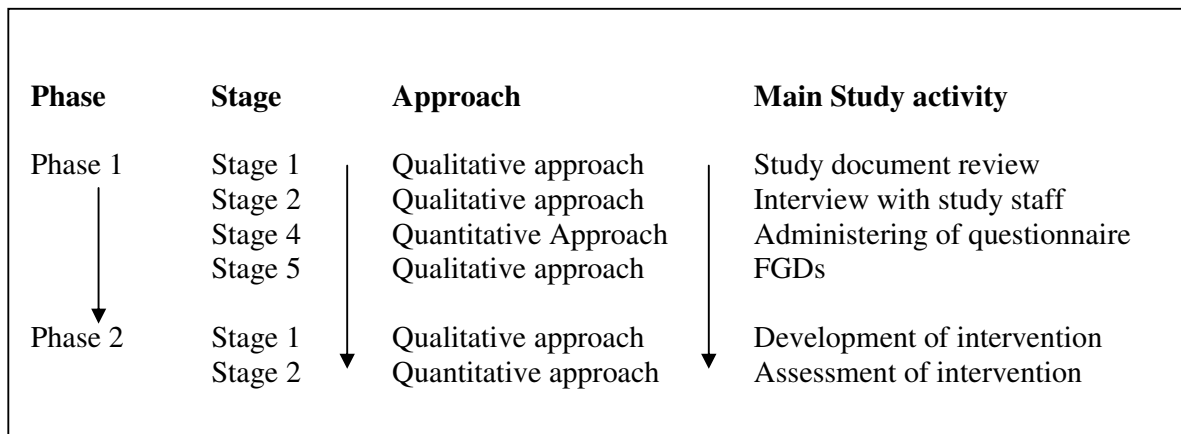 Phase Stage Approach Main Study activity
Phase 1 Stage 1 Qualitative approach Study document review
Stage 2 Qualitative approach Interview with study staff
Stage 4 Quantitative Approach Administering of questionnaire
Stage 5 Qualitative approach FGDs
Phase 2 Stage 1 Qualitative approach Development of intervention
Stage 2 Quantitative approach Assessment of intervention